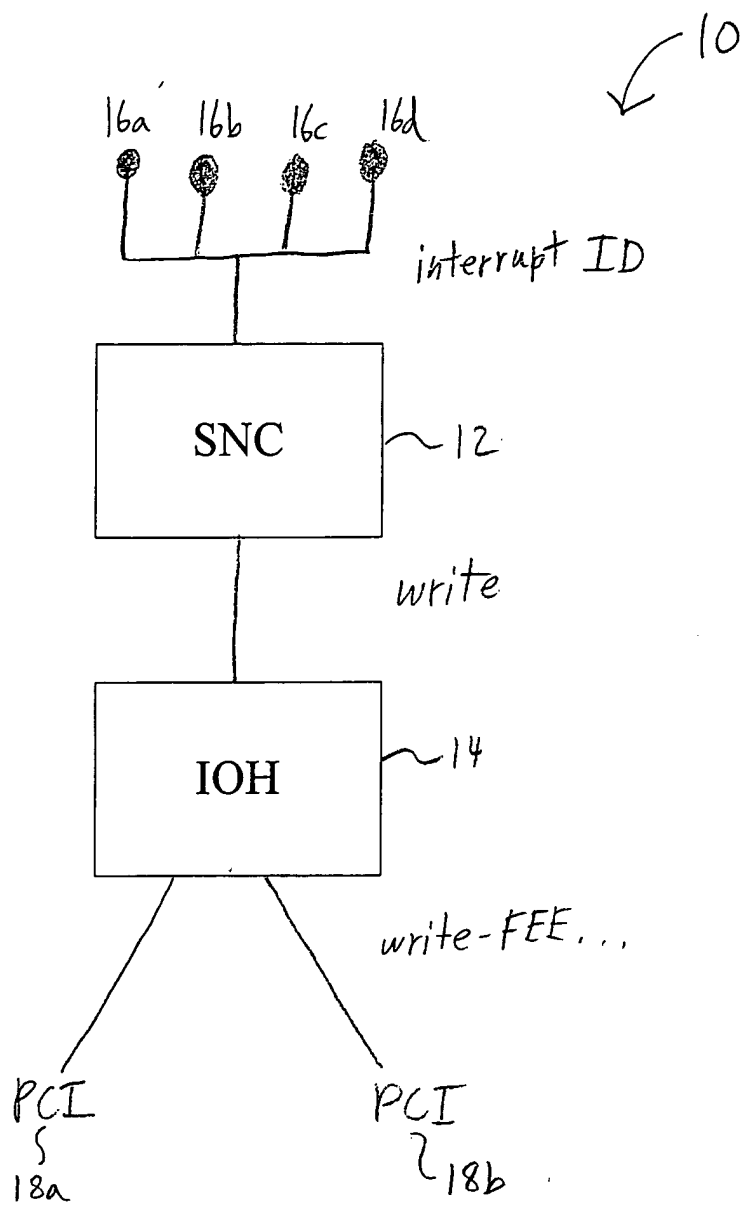 10
16a 16b 16c 16d
interrupt ID
SNC
12
write
IOH
14
write-FEE...
PCI PCI
18a 18b